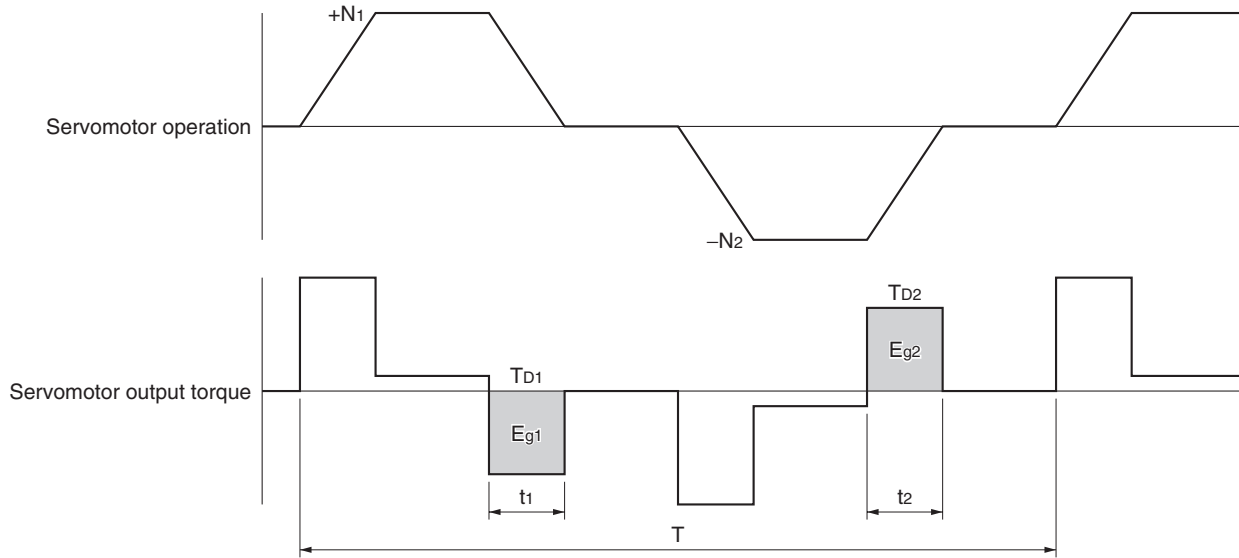 +N1
Servomotor operation
−N2
TD2
Eg2
TD1
Servomotor output torque
Eg1
t1
t2
T